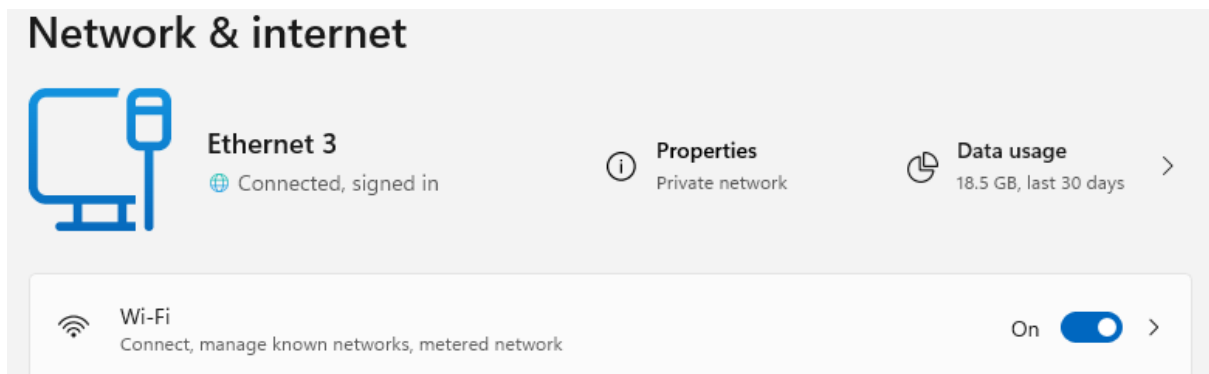 Network & internet
Ethernet 3
Connected, signed in
Properties
Private network
Data usage
18.5 GB, last 30 days
Wi-Fi
Connect, manage known networks, metered network
On